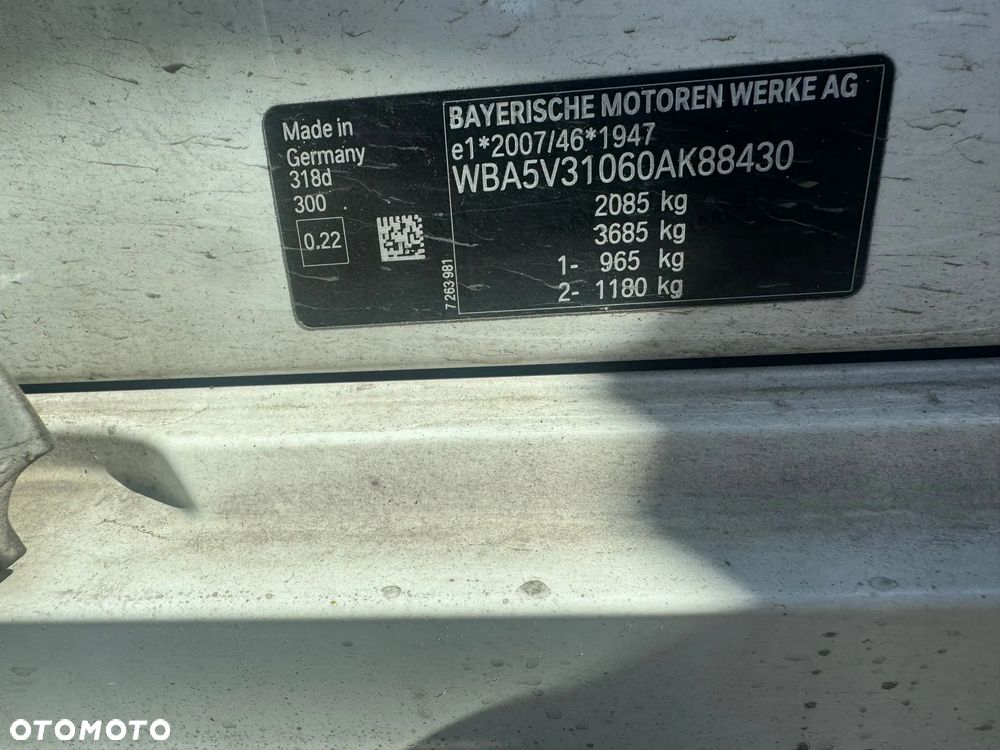 Made in
Germany
318d
300
0.22
7 263 981
BAYERISCHE MOTOREN WERKE AG
e1*2007/46*1947
WBA5V31060AK88430
2085 kg
3685 kg
1- 965 kg
2- 1180 kg
OTOMOTO